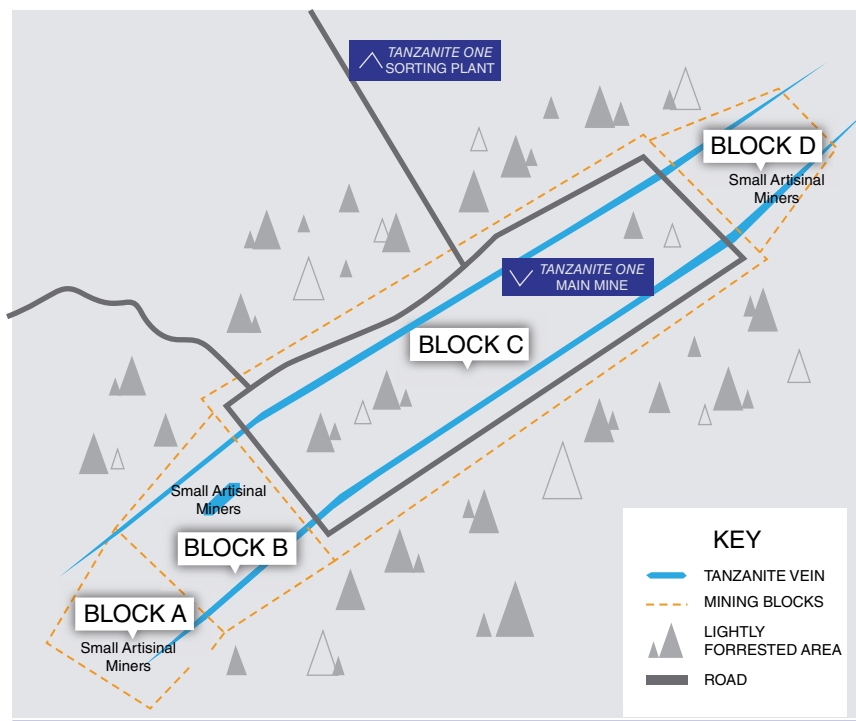 TANZANITE ONE
SORTING PLANT
BLOCK D
Small Artisinal
Miners
TANZANITE ONE
MAIN MINE
BLOCK C
Small Artisinal
Miners
BLOCK B
BLOCK A
Small Artisinal
Miners
KEY
TANZANITE VEIN
MINING BLOCKS
LIGHTLY
FORRESTED AREA
ROAD